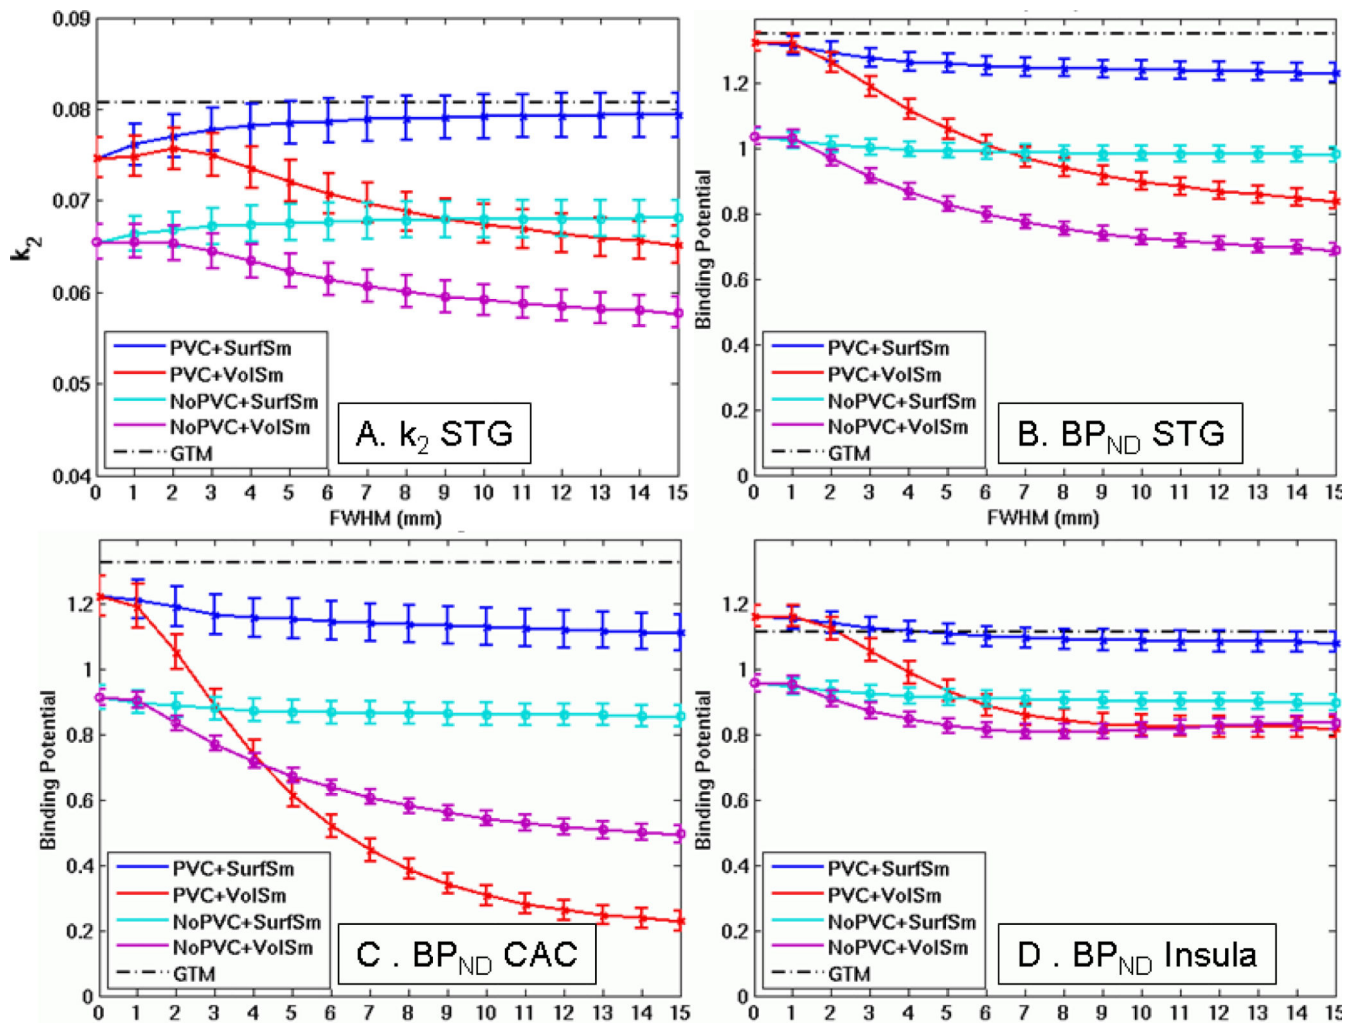 0.09
0.08
0.07
0.06
0.05
0.04
k2
PVC+SurfSm
PVC+VolSm
NoPVC+SurfSm
NoPVC+VolSm
GTM
A. k2 STG
0 1 2 3 4 5 6 7 8 9 10 11 12 13 14 15
FWHM (mm)
1.2
1
0.8
0.6
0.4
0.2
0
Binding Potential
PVC+SurfSm
PVC+VolSm
NoPVC+SurfSm
NoPVC+VolSm
GTM
B. BPND STG
0 1 2 3 4 5 6 7 8 9 10 11 12 13 14 15
FWHM (mm)
1.2
1
0.8
0.6
0.4
0.2
0
Binding Potential
PVC+SurfSm
PVC+VolSm
NoPVC+SurfSm
NoPVC+VolSm
GTM
C . BPND CAC
0 1 2 3 4 5 6 7 8 9 10 11 12 13 14 15
1.2
1
0.8
0.6
0.4
0.2
0
Binding Potential
PVC+SurfSm
PVC+VolSm
NoPVC+SurfSm
NoPVC+VolSm
GTM
D . BPND Insula
0 1 2 3 4 5 6 7 8 9 10 11 12 13 14 15